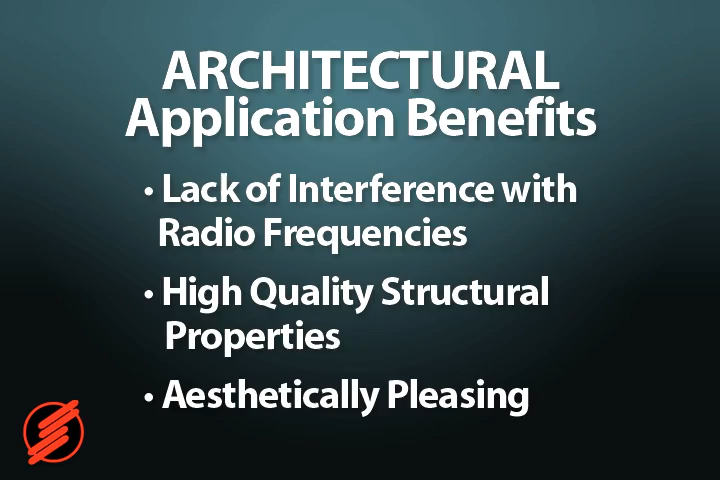 ARCHITECTURAL
Application Benefits
• Lack of Interference with
Radio Frequencies
• High Quality Structural
Properties
• Aesthetically Pleasing